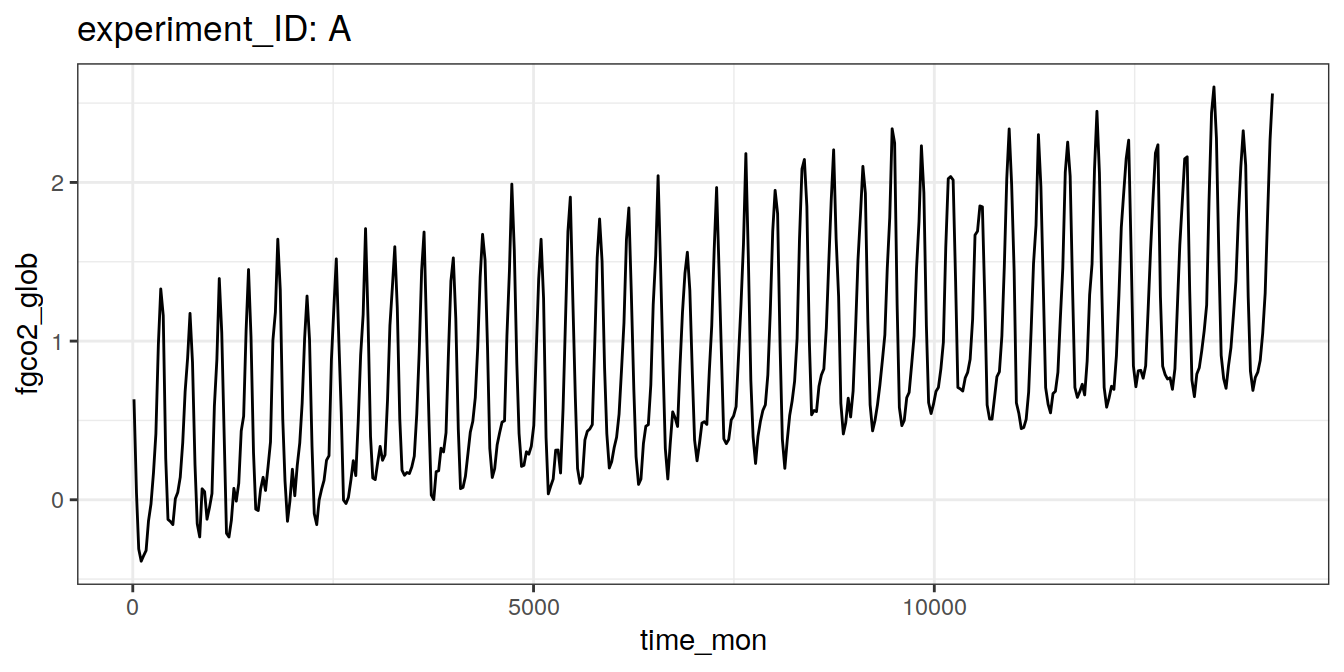 experiment_ID: A
2
1
0
fgco2_glob
0 5000 10000
time_mon